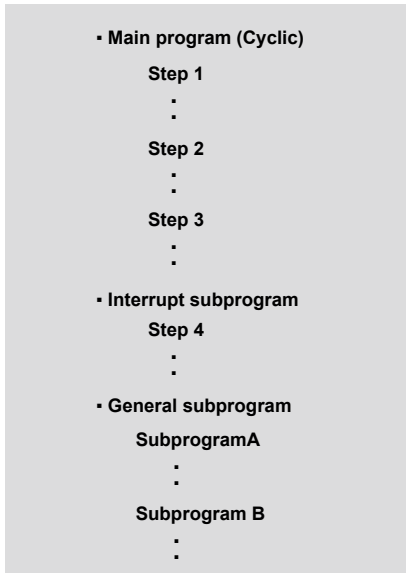 ▪ Main program (Cyclic)
Step 1
▪
▪
Step 2
▪
▪
Step 3
▪
▪
▪ Interrupt subprogram
Step 4
▪
▪
▪ General subprogram
SubprogramA
▪
▪
Subprogram B
▪
▪